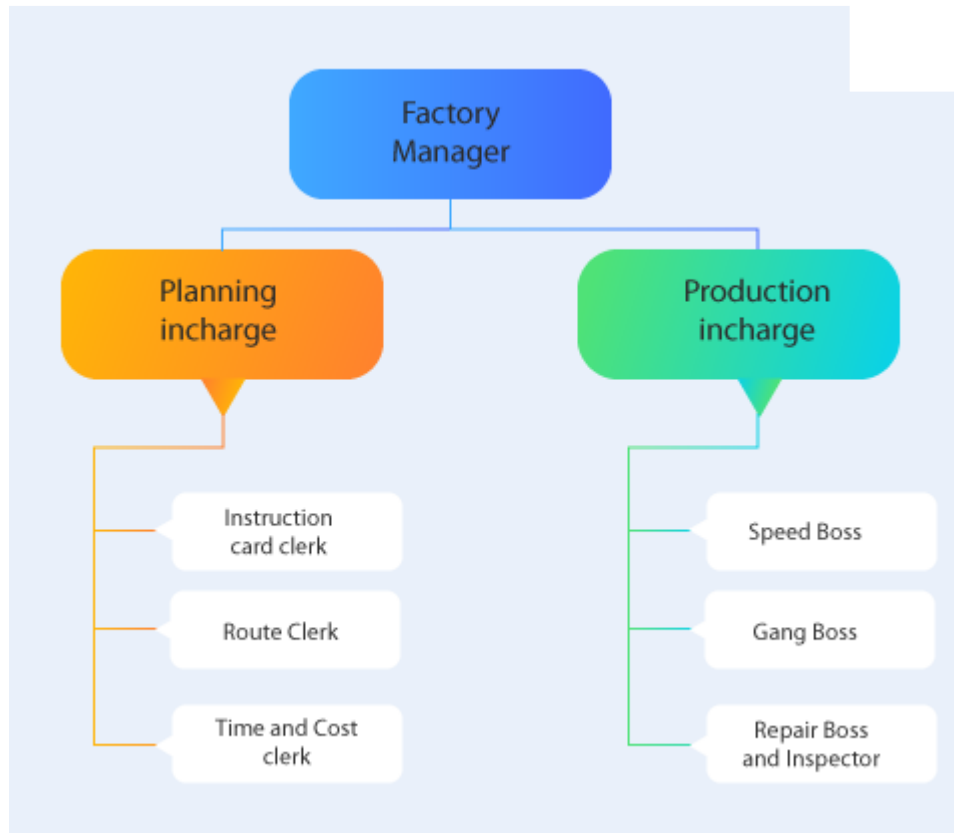 Factory
Manager
Planning
incharge
Production
incharge
Instruction
card clerk
Speed Boss
Route Clerk
Gang Boss
Time and Cost
clerk
Repair Boss
and Inspector